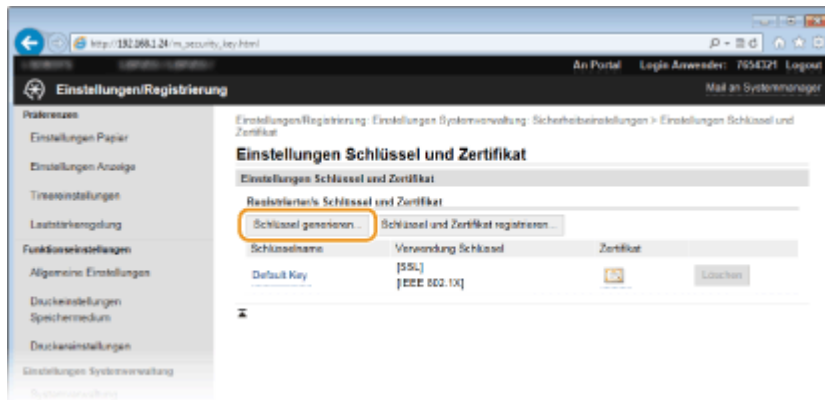 http://192.168.1.24/m_security_key.html
An Portal Login Anwender: 7654321 Logout
Einstellungen/Registrierung
Mail an Systemmanager
Präferenzen
Einstellungen Papier
Einstellungen Anzeige
Timereinstellungen
Lautstärkeregelung
Funktionseinstellungen
Allgemeine Einstellungen
Druckeinstellungen
Speichermedium
Druckereinstellungen
Einstellungen Systemverwaltung
Systemverwaltung
Einstellungen/Registrierung: Einstellungen Systemverwaltung: Sicherheitseinstellungen > Einstellungen Schlüssel und
Zertifikat
Einstellungen Schlüssel und Zertifikat
Einstellungen Schlüssel und Zertifikat
Registrierter/s Schlüssel und Zertifikat
Schlüssel generieren... Schlüssel und Zertifikat registrieren...
Schlüsselname Verwendung Schlüssel Zertifikat
Default Key [SSL] Löschen
[IEEE 802.1X]